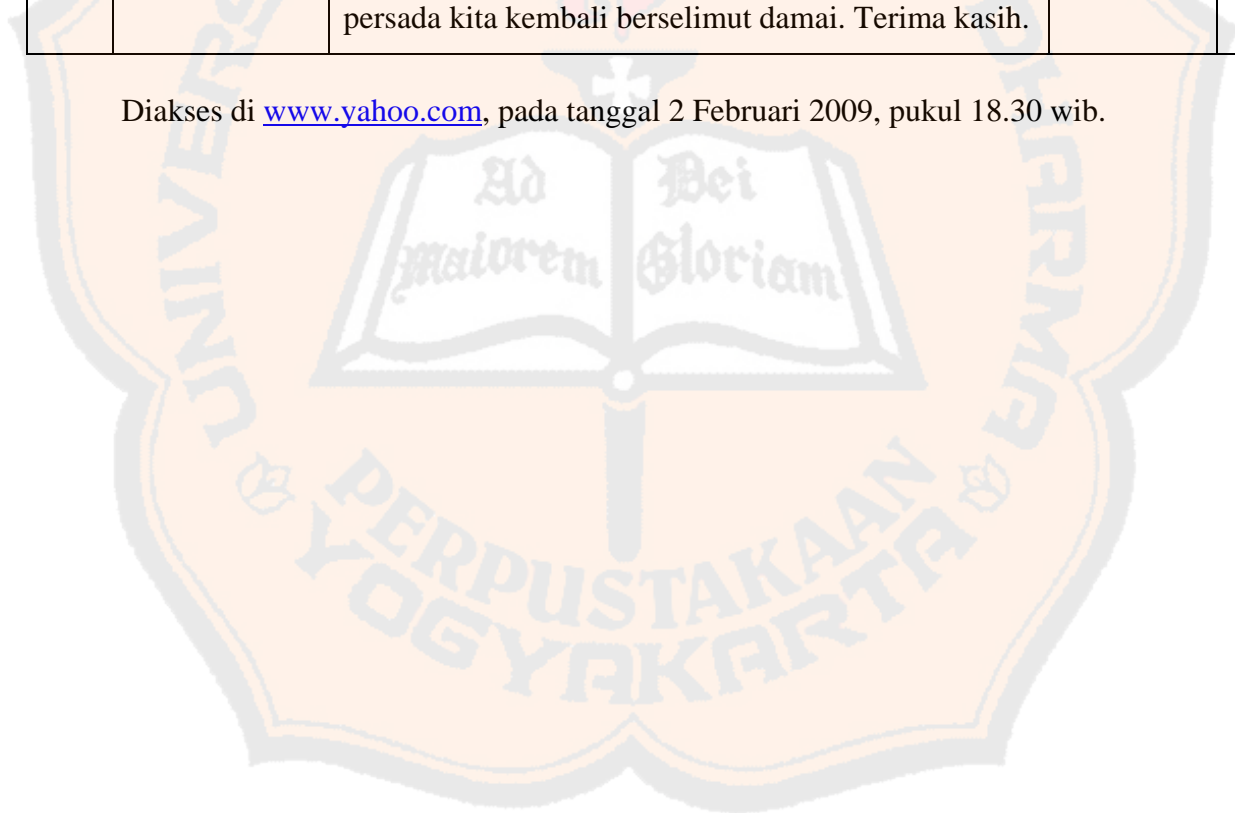 persada kita kembali berselimut damai. Terima kasih.
Diakses di www.yahoo.com, pada tanggal 2 Februari 2009, pukul 18.30 wib.
Ad Dei
Maiorem Gloriam
PERPUSTAKAAN
YOGYAKARTA